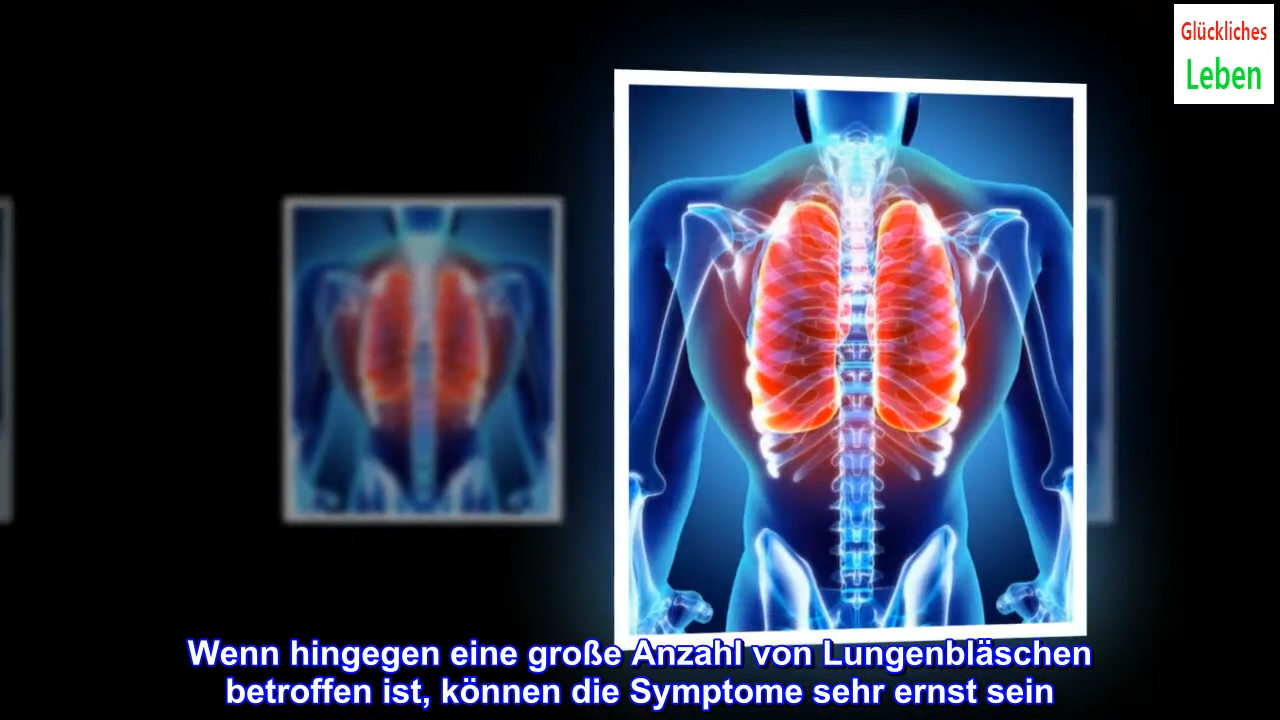 Glückliches
Leben
Wenn hingegen eine große Anzahl von Lungenbläschen
betroffen ist, können die Symptome sehr ernst sein